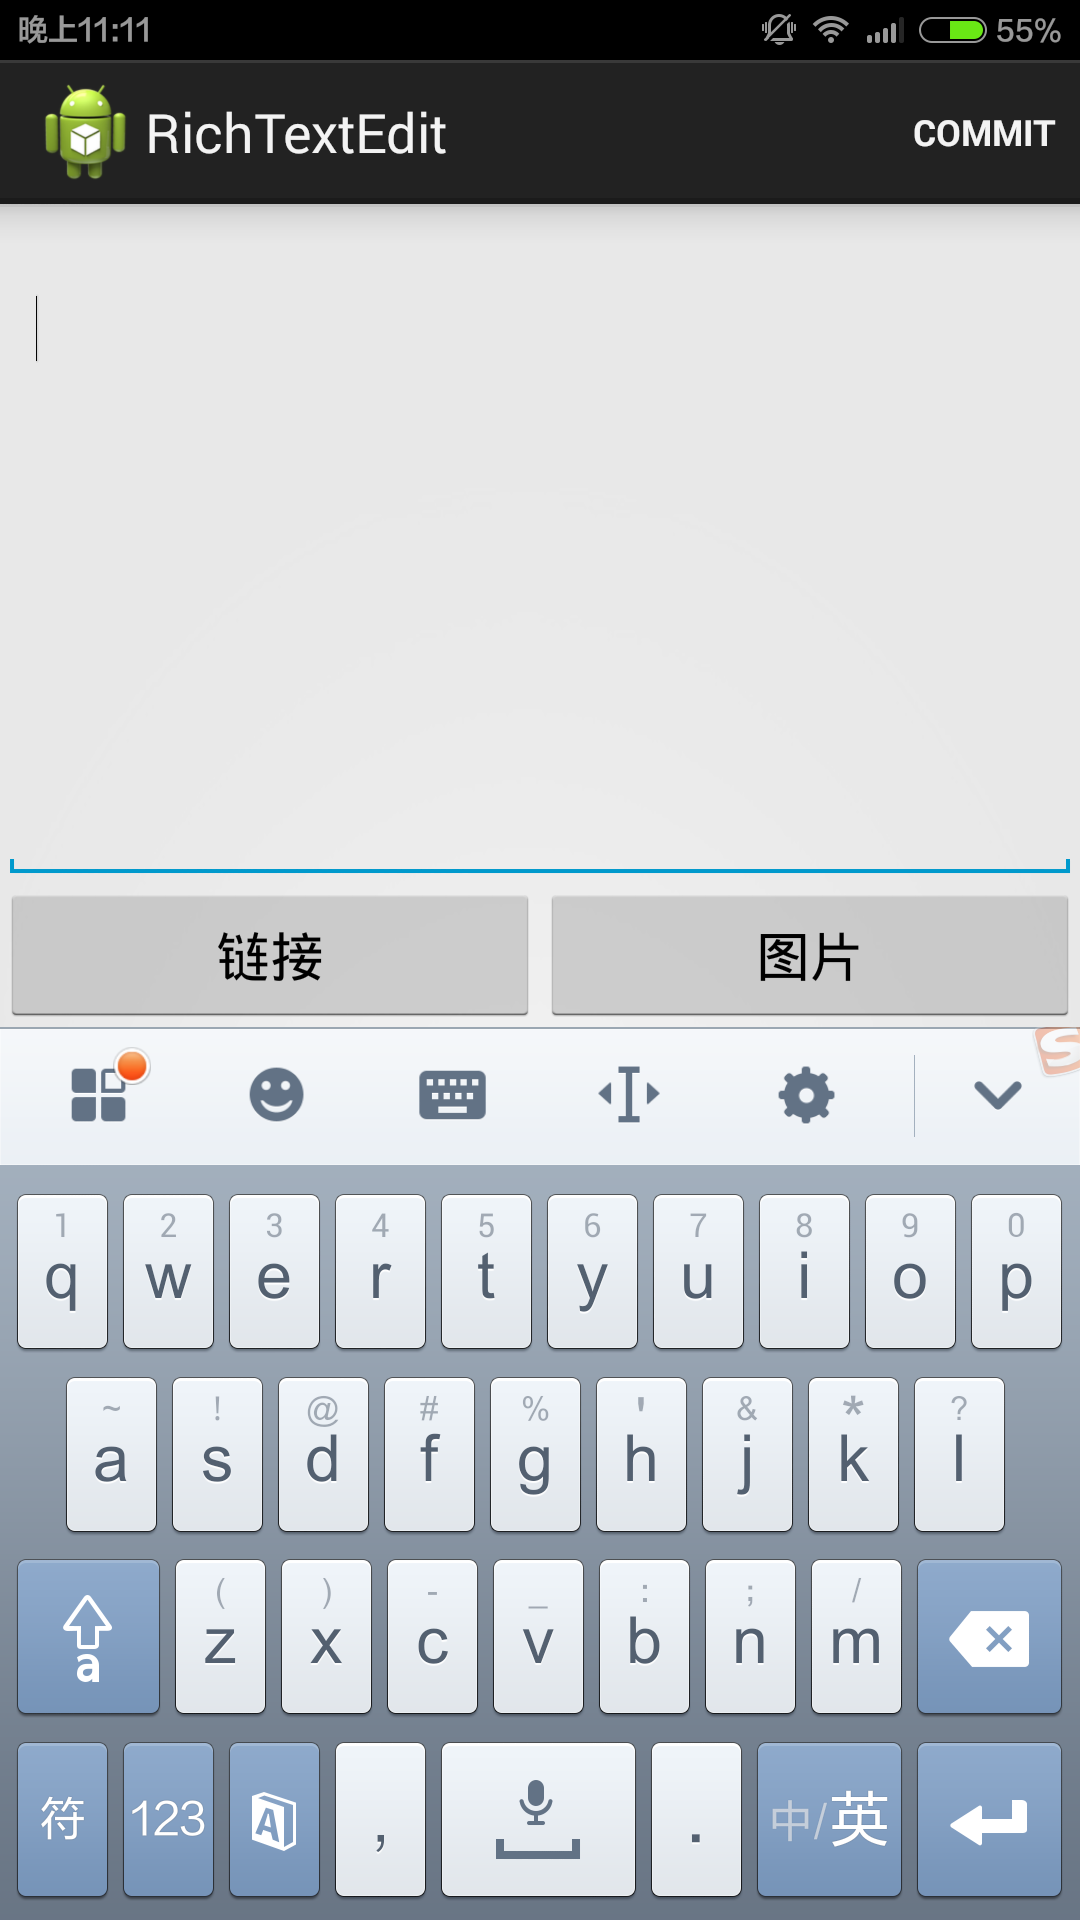 晚上11:11 55%
RichTextEdit COMMIT
链接 图片
S
1 2 3 4 5 6 7 8 9 0
q w e r t y u i o p
~ ! @ # % ' & * ?
a s d f g h j k l
( ) - _ : ; /
a z x c v b n m
符 123 A , . 中/英